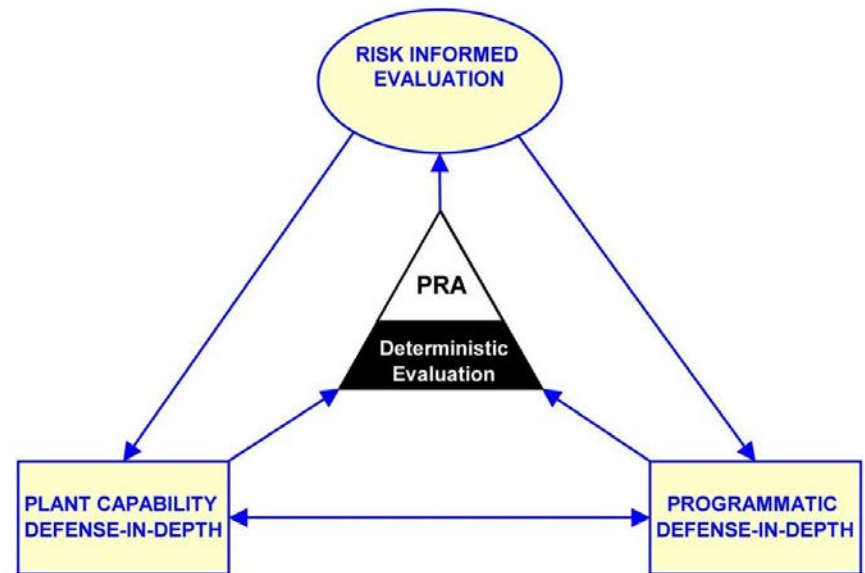 RISK INFORMED
EVALUATION
PRA
Deterministic
Evaluation
PLANT CAPABILITY
DEFENSE-IN-DEPTH
PROGRAMMATIC
DEFENSE-IN-DEPTH